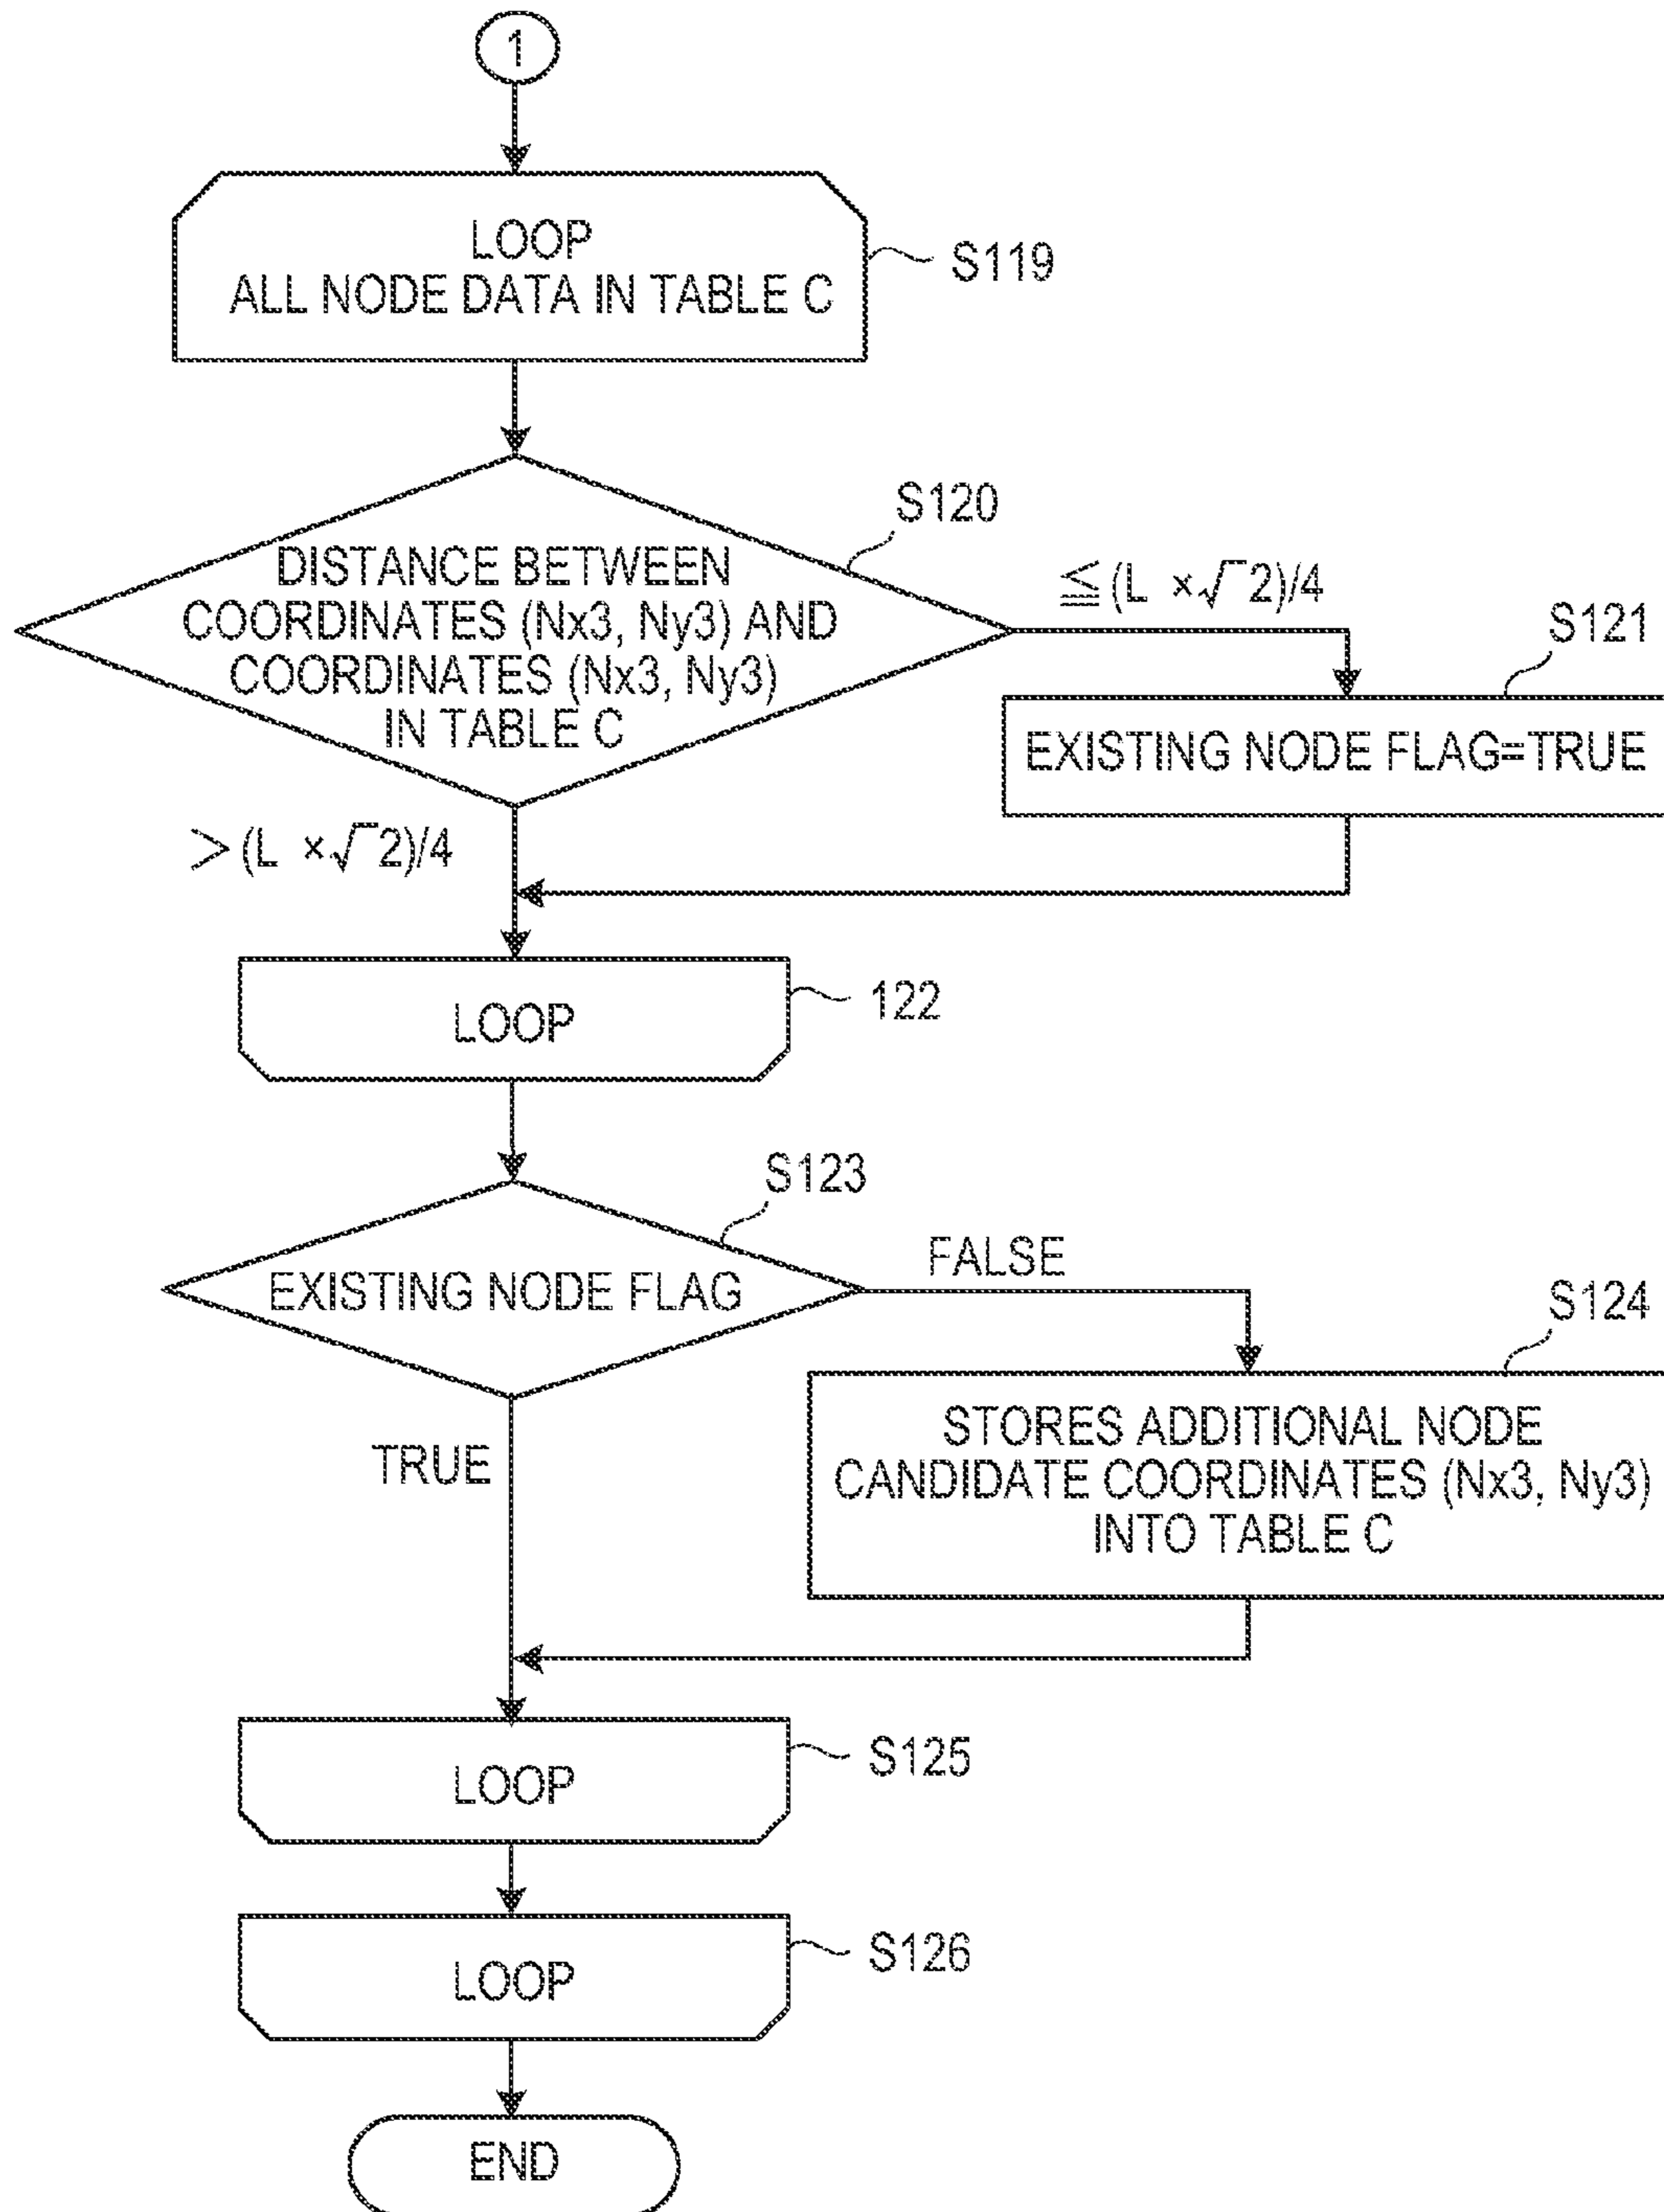 1
LOOP
ALL NODE DATA IN TABLE C
S119
S120
DISTANCE BETWEEN
COORDINATES (Nx3, Ny3) AND
COORDINATES (Nx3, Ny3)
IN TABLE C
≦(L ×√2)/4
S121
EXISTING NODE FLAG=TRUE
>(L ×√2)/4
LOOP
122
S123
EXISTING NODE FLAG
FALSE
S124
TRUE
STORES ADDITIONAL NODE
CANDIDATE COORDINATES (Nx3, Ny3)
INTO TABLE C
LOOP
S125
LOOP
S126
END